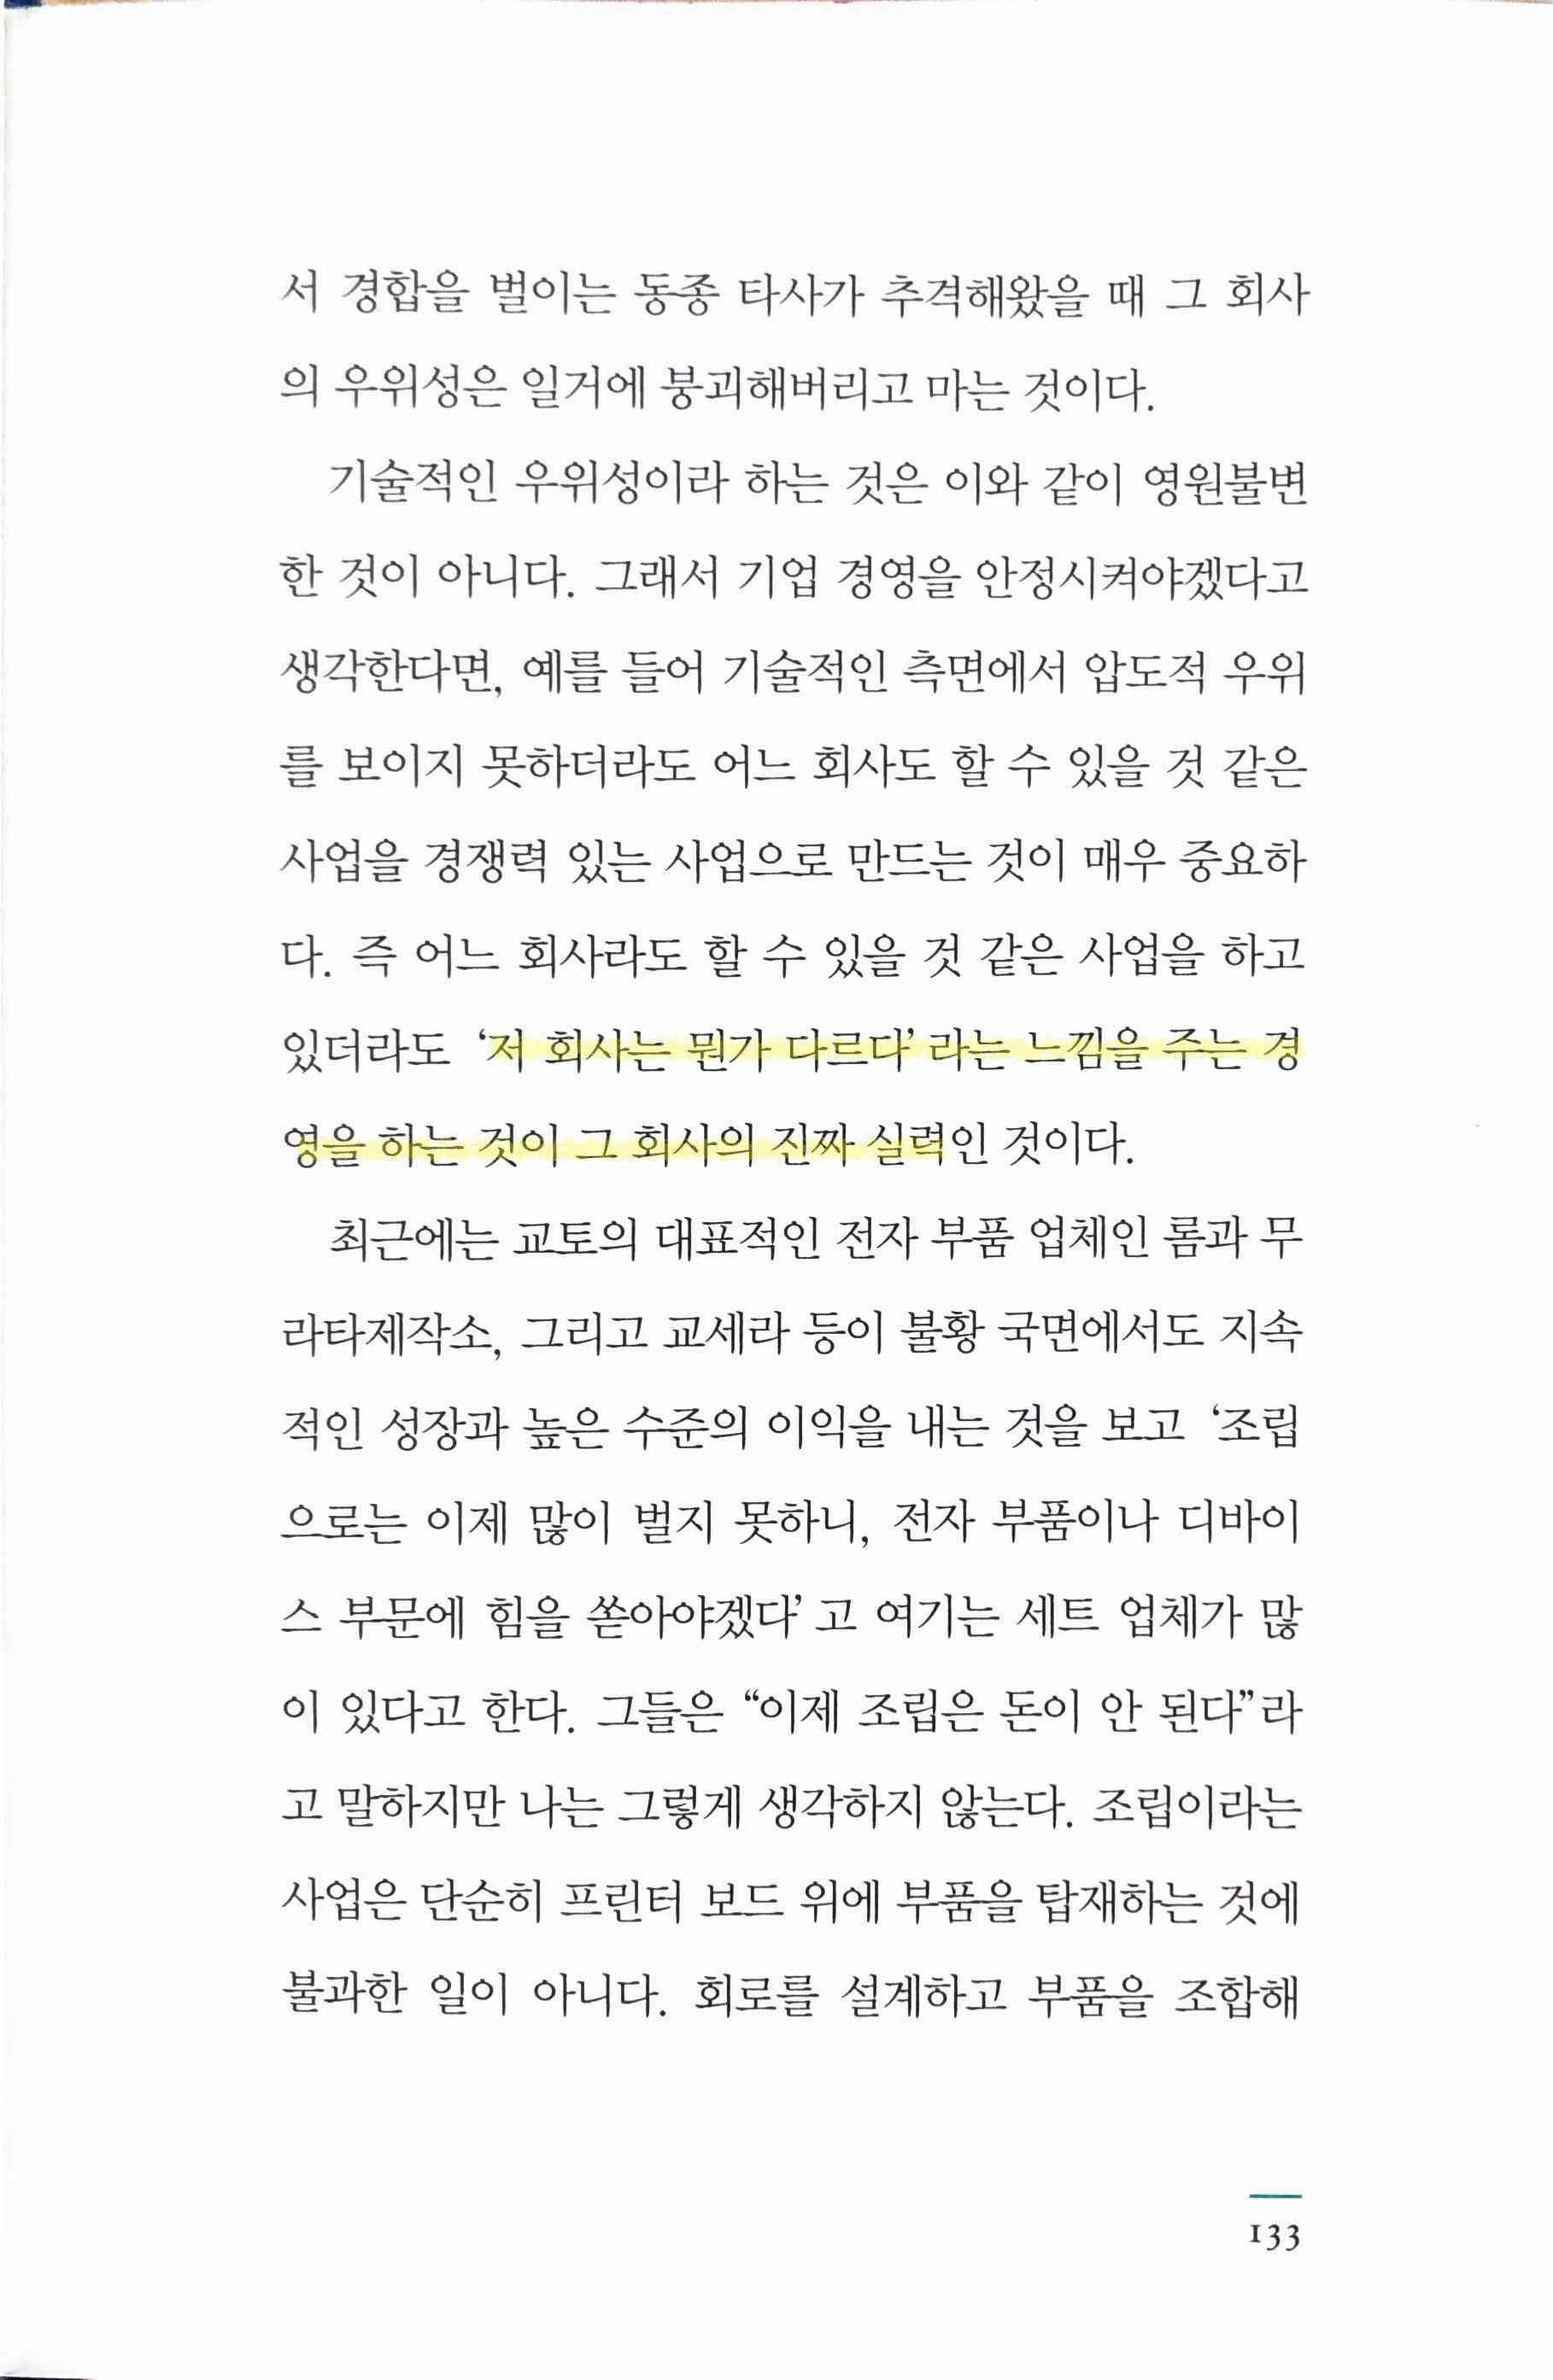 서 경합을 벌이는 동종 타사가 추격해왔을 때 그 회사
의 우위성은 일거에 붕괴해버리고 마는 것이다.
기술적인 우위성이라 하는 것은 이와 같이 영원불변
한 것이 아니다. 그래서 기업 경영을 안정시켜야겠다고
생각한다면, 예를 들어 기술적인 측면에서 압도적 우위
를 보이지 못하더라도 어느 회사도 할 수 있을 것 같은
사업을 경쟁력 있는 사업으로 만드는 것이 매우 중요하
다. 즉 어느 회사라도 할 수 있을 것 같은 사업을 하고
있더라도 ‘저 회사는 뭔가 다르다’라는 느낌을 주는 경
영을 하는 것이 그 회사의 진짜 실력인 것이다.
최근에는 교토의 대표적인 전자 부품 업체인 롬과 무
라타제작소, 그리고 교세라 등이 불황 국면에서도 지속
적인 성장과 높은 수준의 이익을 내는 것을 보고 ‘조립
으로는 이제 많이 벌지 못하니, 전자 부품이나 디바이
스 부문에 힘을 쏟아야겠다’고 여기는 세트 업체가 많
이 있다고 한다. 그들은 “이제 조립은 돈이 안 된다”라
고 말하지만 나는 그렇게 생각하지 않는다. 조립이라는
사업은 단순히 프린터 보드 위에 부품을 탑재하는 것에
불과한 일이 아니다. 회로를 설계하고 부품을 조합해
133